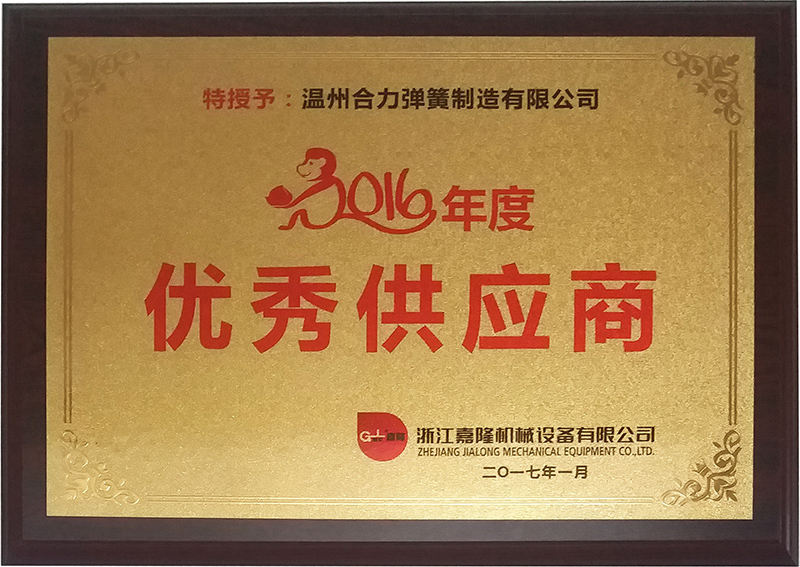 特授予：温州合力弹簧制造有限公司
2016年度
优秀供应商
浙江嘉隆机械设备有限公司
ZHEJIANG JIALONG MECHANICAL EQUIPMENT CO.,LTD.
二〇一七年一月